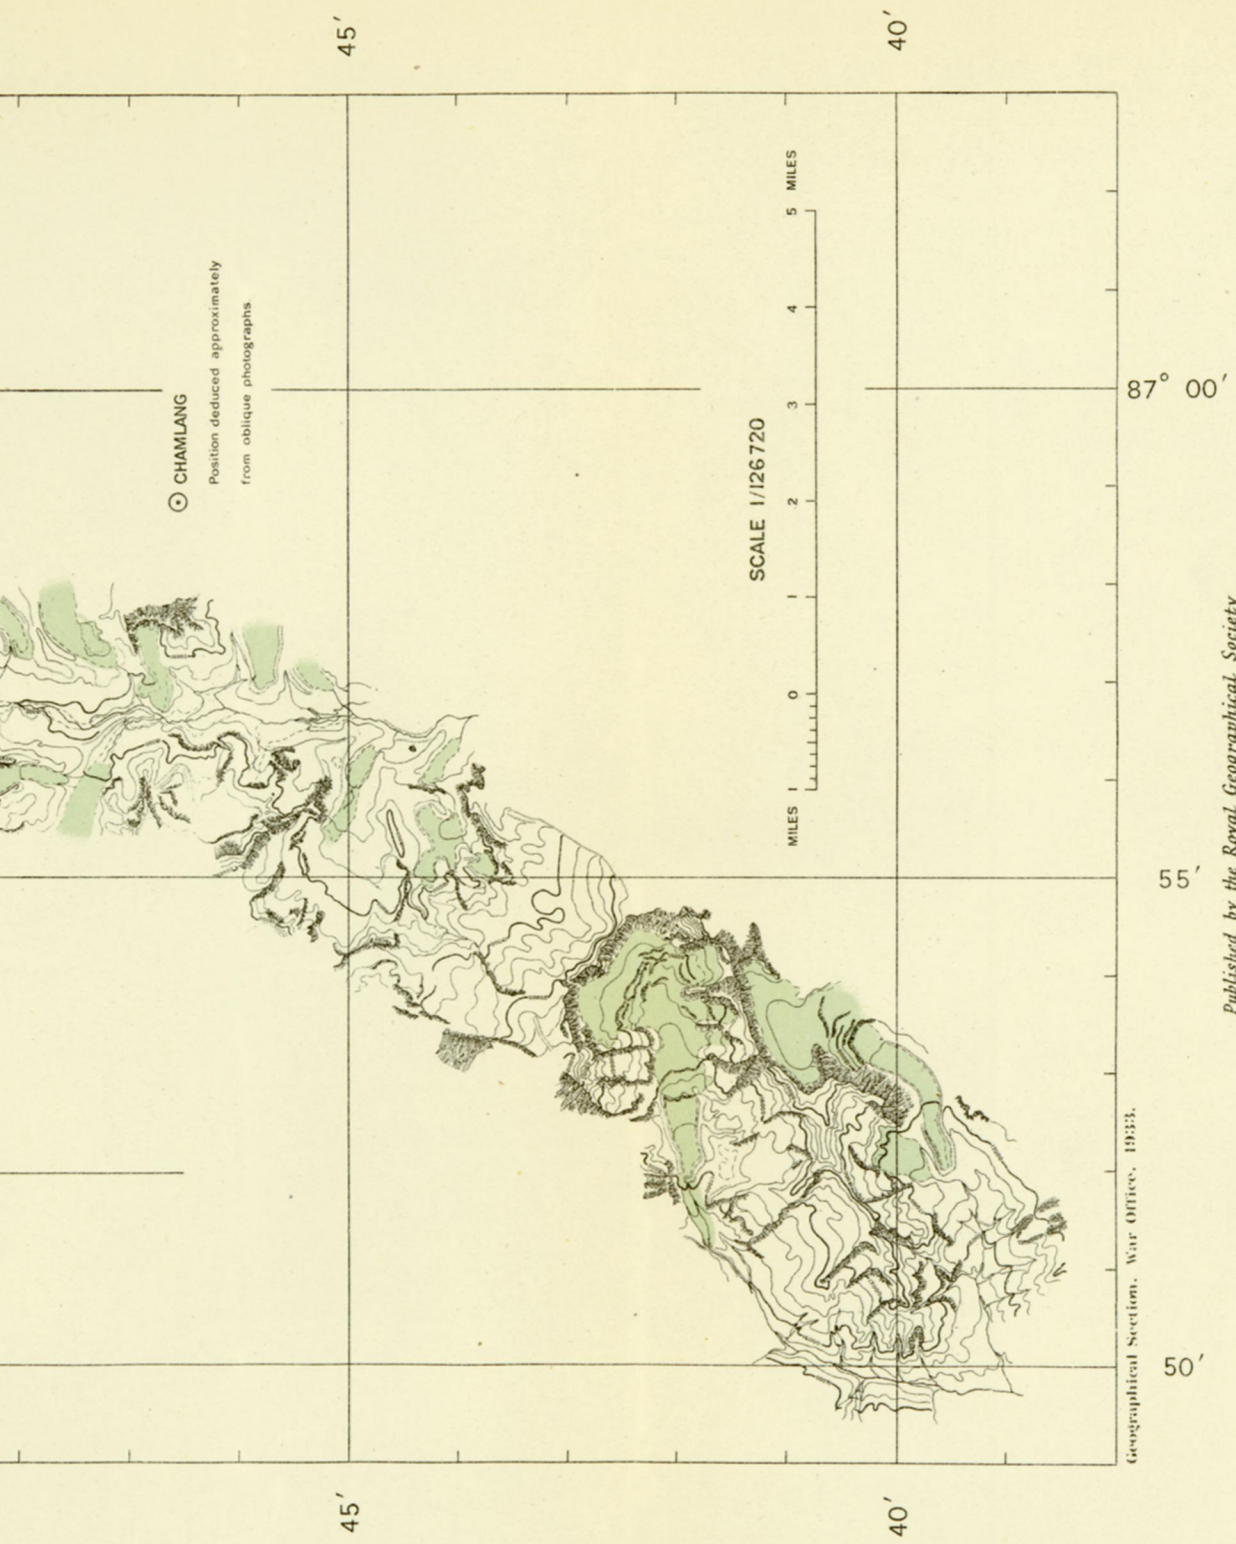 45′
40′
CHAMLANG
Position deduced approximately
from oblique photographs
SCALE 1/126720
MILES 1 0 1 2 3 4 5 MILES
87° 00′
55′
50′
45′
40′
Geographical Section. War Office. 1933.
Published by the Royal Geographical Society